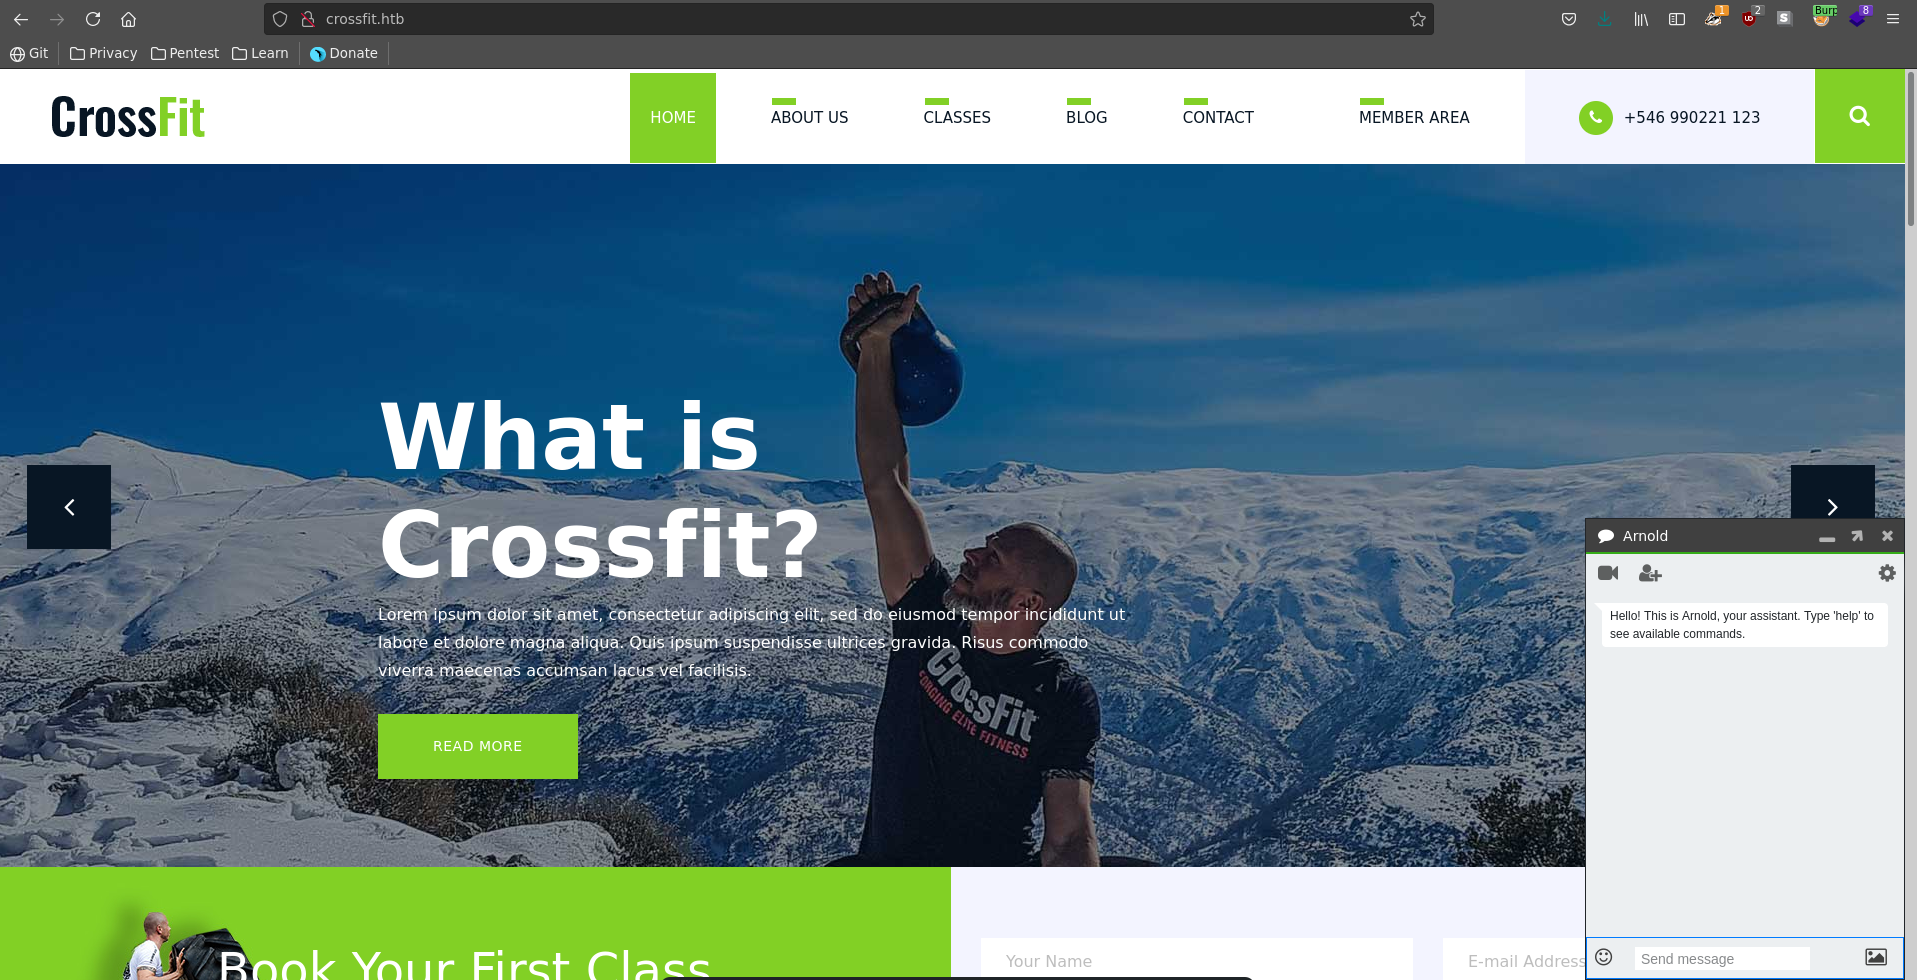 crossfit.htb
1
2
S
Burp
8
Git
Privacy
Pentest
Learn
Donate
CrossFit
HOME
ABOUT US
CLASSES
BLOG
CONTACT
MEMBER AREA
+546 990221 123
What is
Crossfit?
Lorem ipsum dolor sit amet, consectetur adipiscing elit, sed do eiusmod tempor incididunt ut
labore et dolore magna aliqua. Quis ipsum suspendisse ultrices gravida. Risus commodo
viverra maecenas accumsan lacus vel facilisis.
CrossFit
FORGING ELITE FITNESS
READ MORE
Arnold
Hello! This is Arnold, your assistant. Type 'help' to
see available commands.
Send message
Book Your First Class
Your Name
E-mail Address